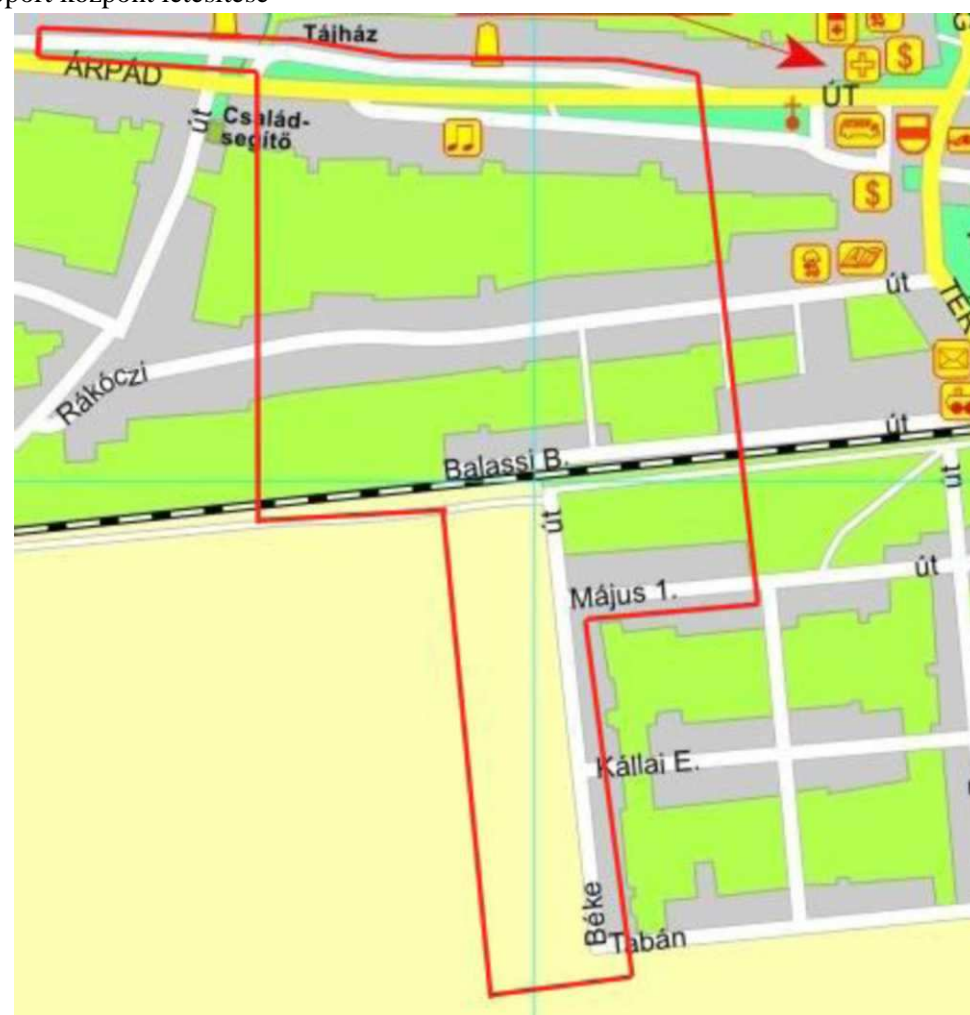 Tájház
ÁRPÁD
ÚT
út
Család-
segítő
út
Rákóczi
út
Balassi B.
út
út
út
Május 1.
Kállai E.
Béke
Tabán